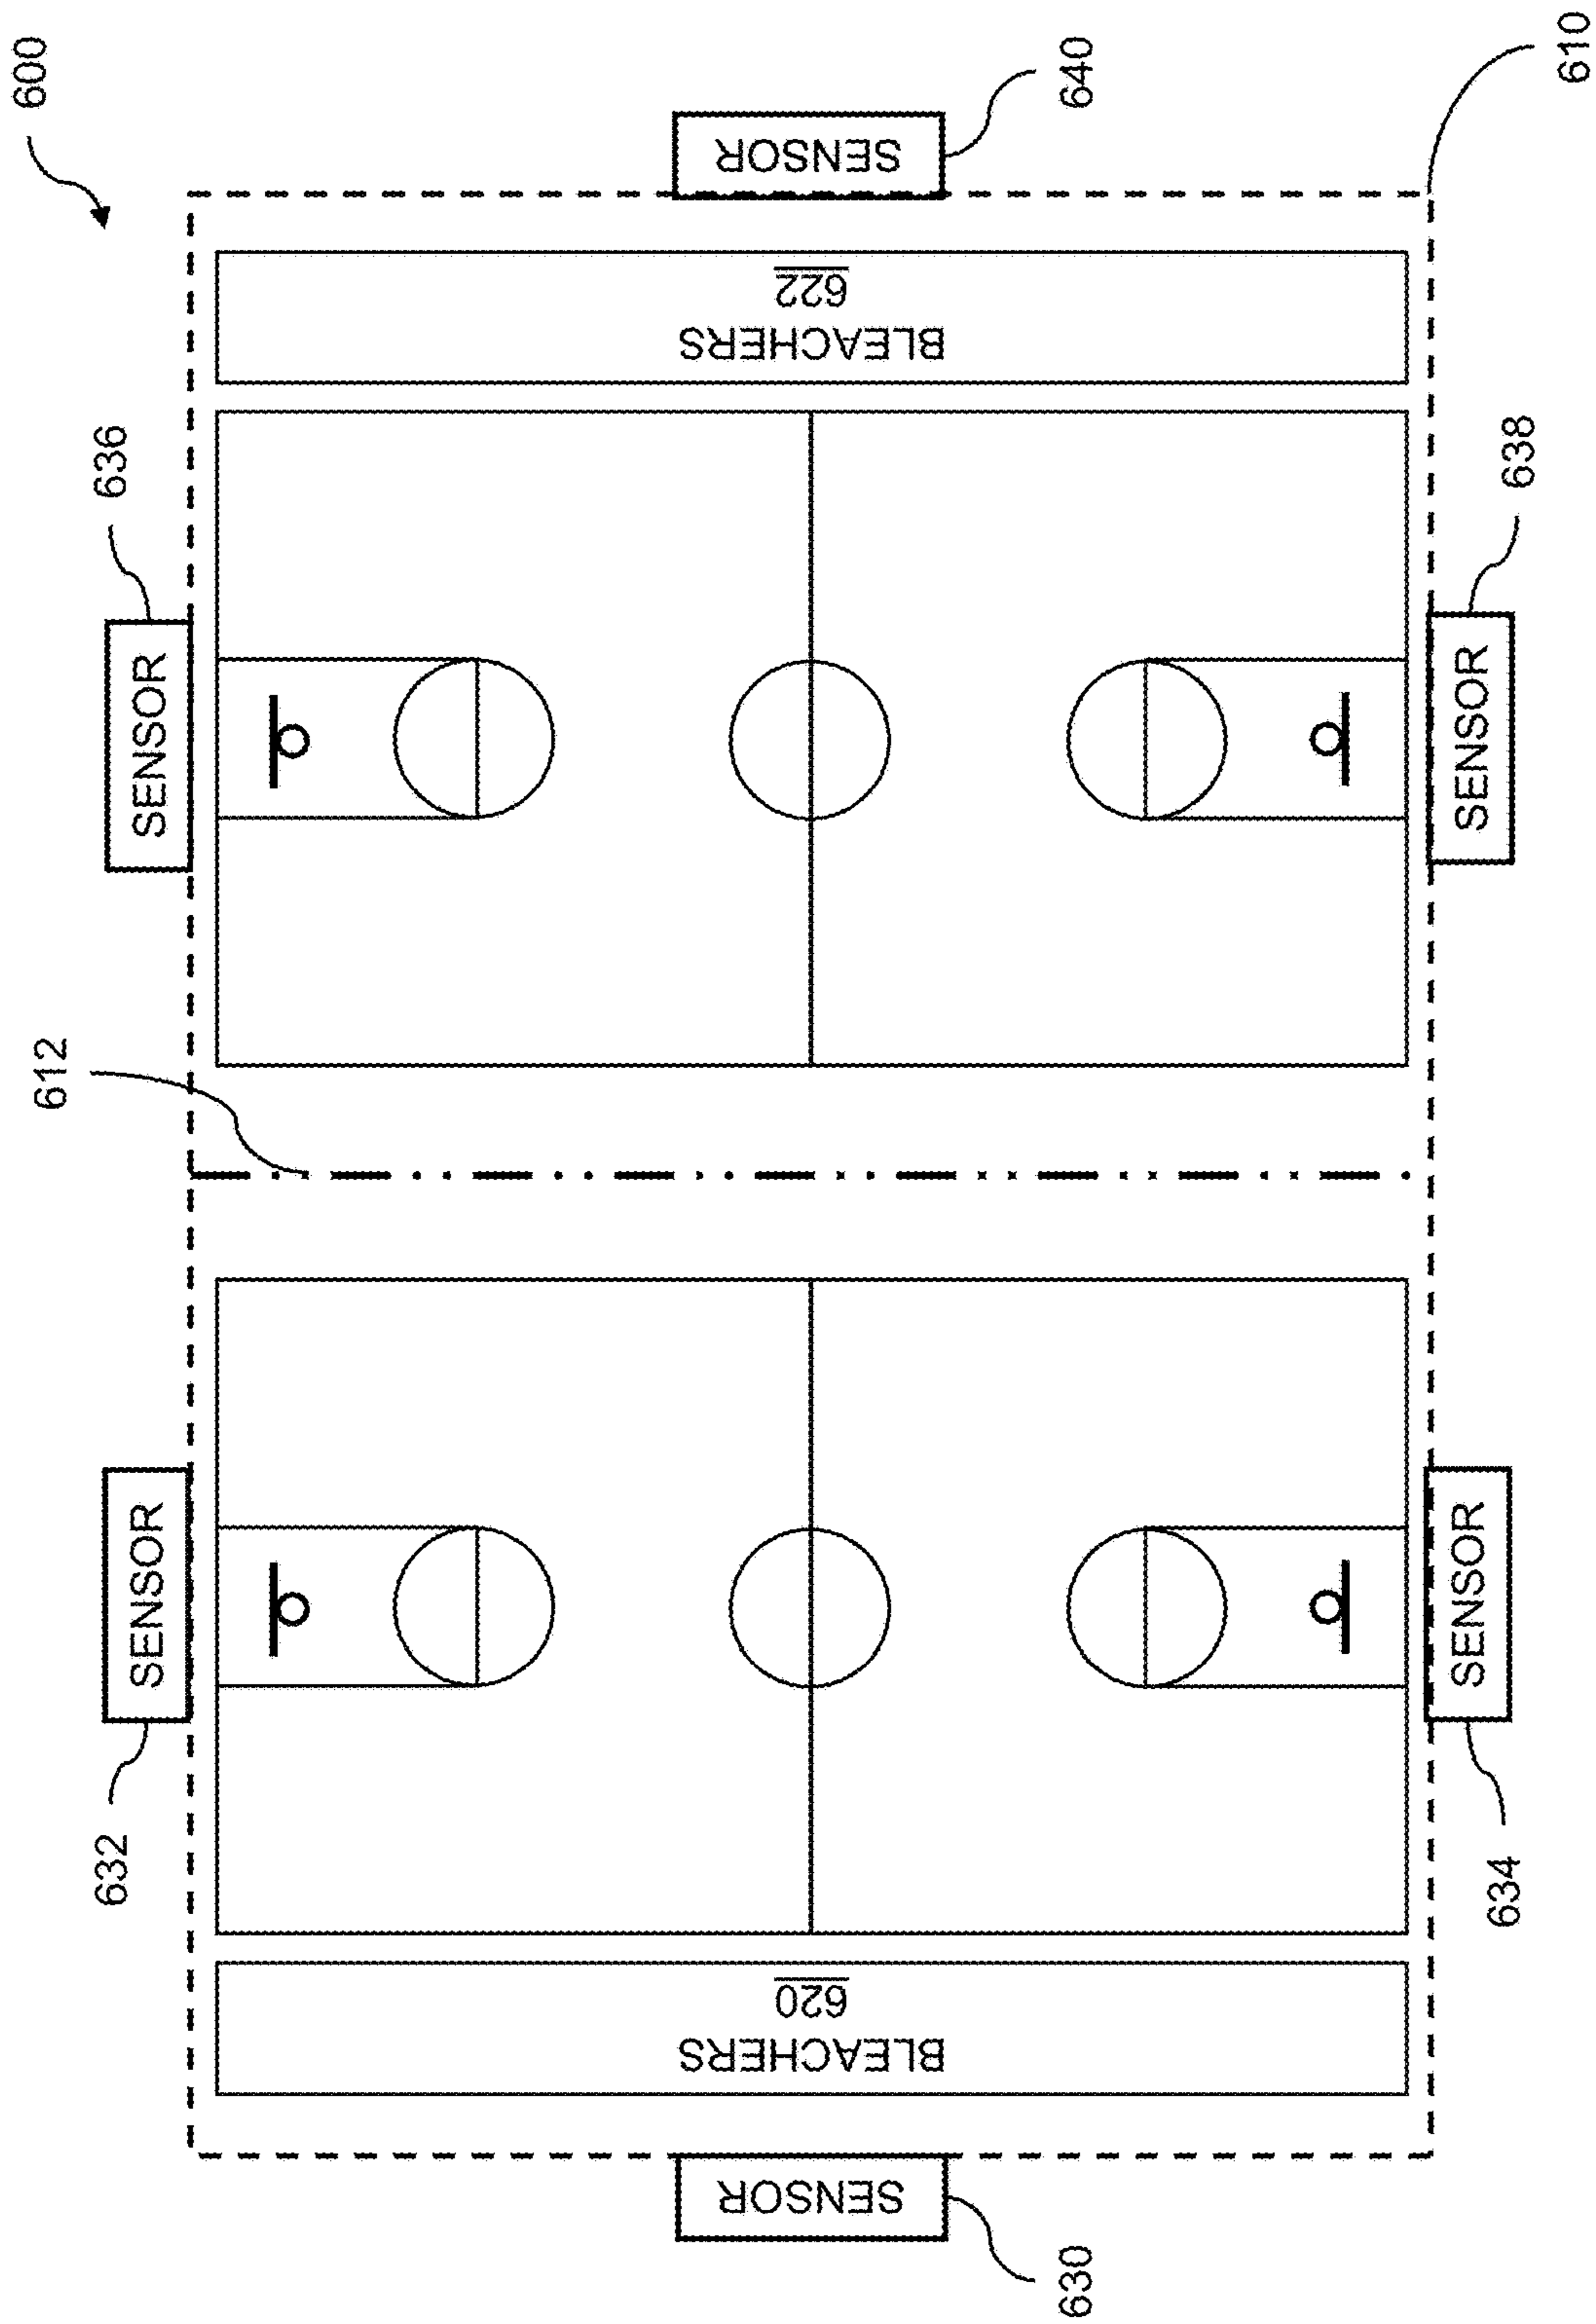 600
SENSOR
640
610
BLEACHERS
622
636
SENSOR
SENSOR
638
612
SENSOR
632
SENSOR
634
BLEACHERS
620
SENSOR
630